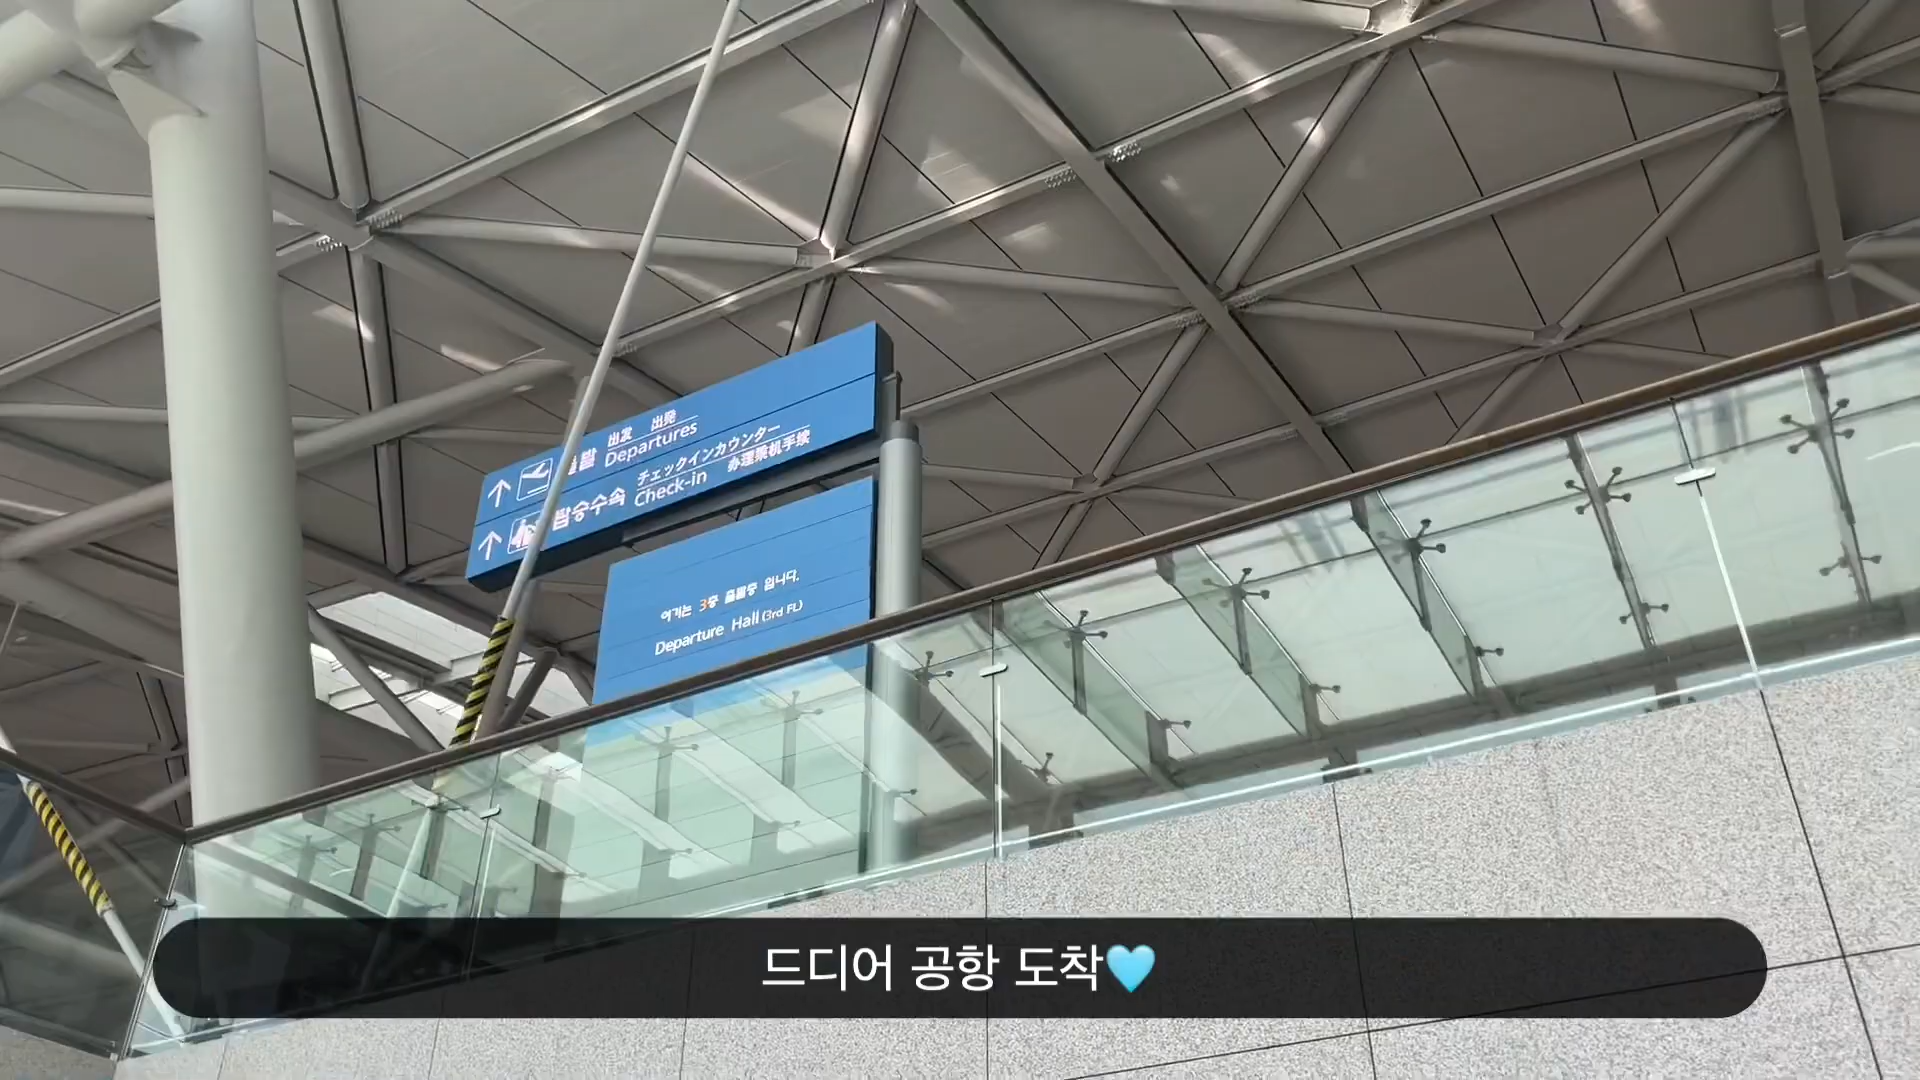 出发 出発
출발 Departures
チェックインカウンター 办理乘机手续
탑승수속 Check-in
여기는 3층 출발층 입니다.
Departure Hall (3rd FL)
드디어 공항 도착🩵